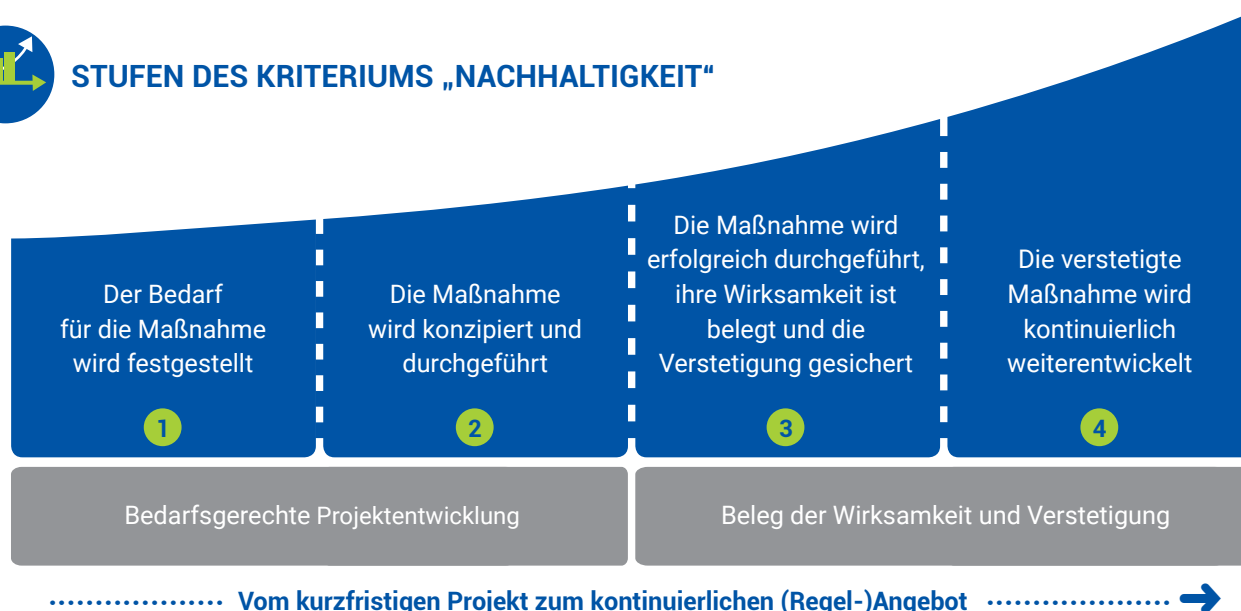 STUFEN DES KRITERIUMS „NACHHALTIGKEIT“
Der Bedarf
für die Maßnahme
wird festgestellt
1
Die Maßnahme
wird konzipiert und
durchgeführt
2
Die Maßnahme wird
erfolgreich durchgeführt,
ihre Wirksamkeit ist
belegt und die
Verstetigung gesichert
3
Die verstetigte
Maßnahme wird
kontinuierlich
weiterentwickelt
4
Bedarfsgerechte Projektentwicklung
Beleg der Wirksamkeit und Verstetigung
Vom kurzfristigen Projekt zum kontinuierlichen (Regel-)Angebot